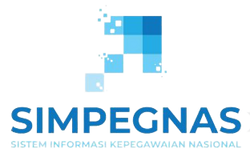 SIMPEGNAS
SISTEM INFORMASI KEPEGAWAIAN NASIONAL